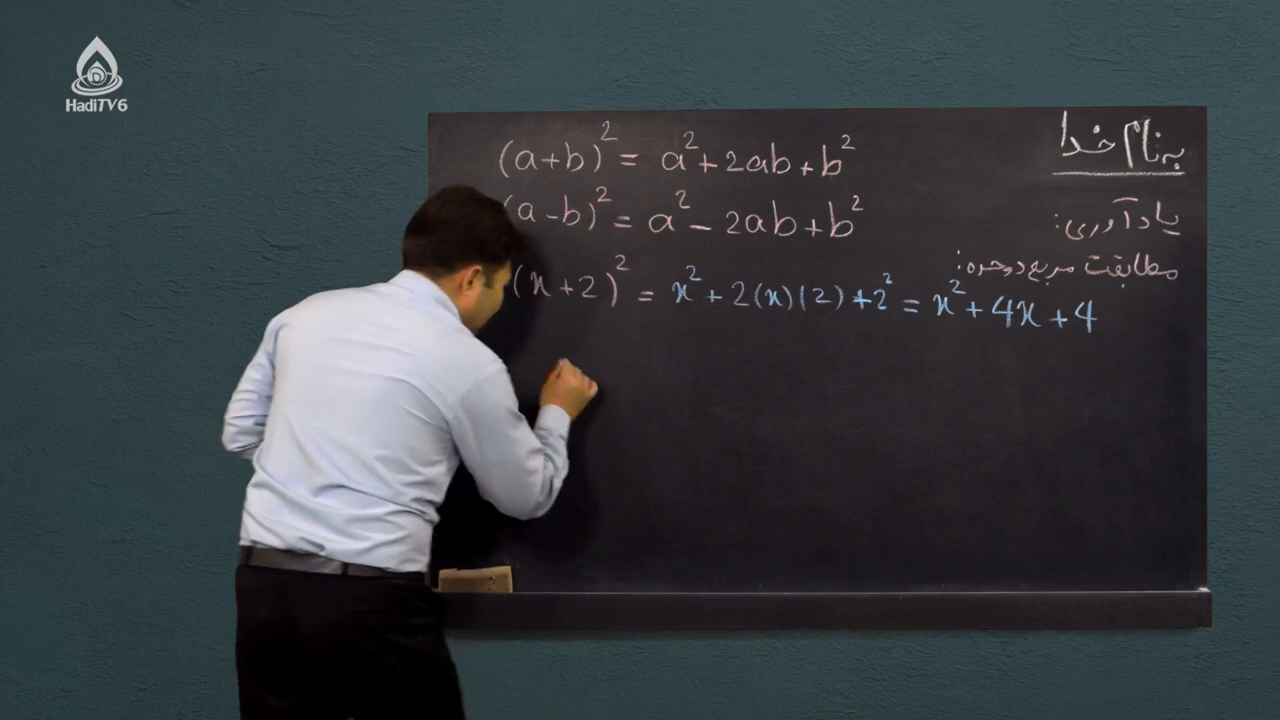 HadiTV6
به نام خدا
(a+b)² = a²+2ab+b²
یادآوری:
(a-b)² = a²-2ab+b²
مطابقت مربع دوجمله:
(x+2)² = x²+2(x)(2)+2² = x²+4x+4